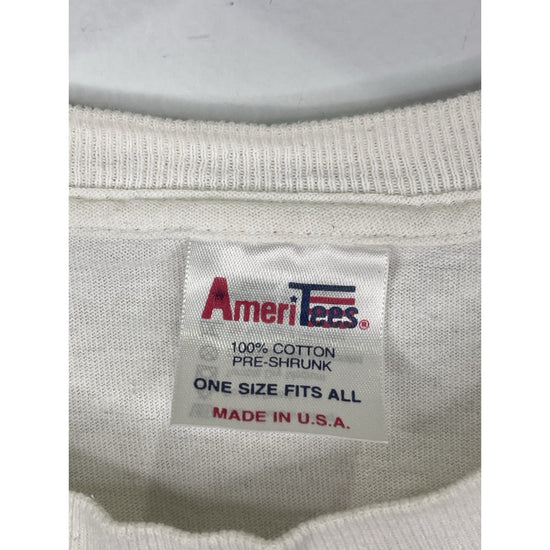 AmeriTees®
100% COTTON
PRE-SHRUNK
ONE SIZE FITS ALL
MADE IN U.S.A.